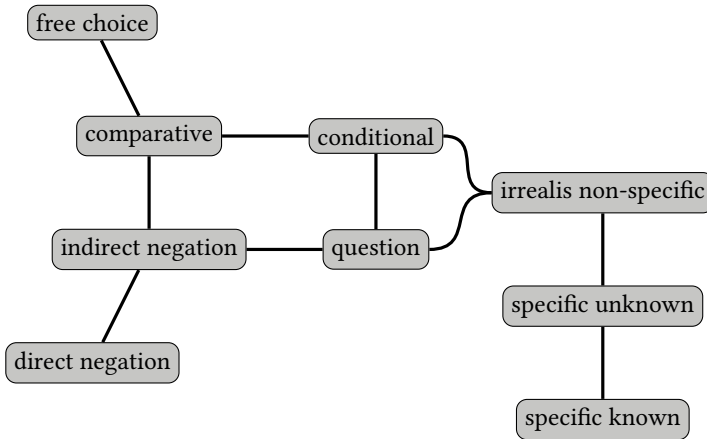 free choice
comparative
conditional
irrealis non-specific
indirect negation
question
specific unknown
direct negation
specific known